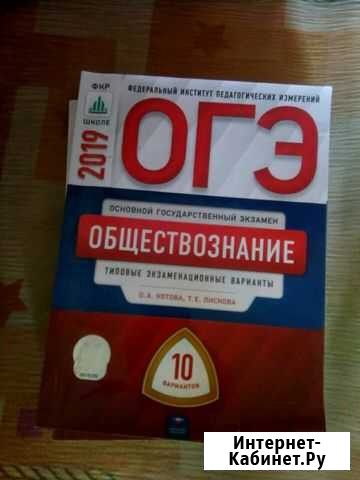 ФКР
ШКОЛЕ
ФЕДЕРАЛЬНЫЙ ИНСТИТУТ ПЕДАГОГИЧЕСКИХ ИЗМЕРЕНИЙ
2019
ОГЭ
ОСНОВНОЙ ГОСУДАРСТВЕННЫЙ ЭКЗАМЕН
ОБЩЕСТВОЗНАНИЕ
ТИПОВЫЕ ЭКЗАМЕНАЦИОННЫЕ ВАРИАНТЫ
О.А. КОТОВА, Т.Е. ЛИСКОВА
10
ВАРИАНТОВ
Интернет-
Кабинет.Ру